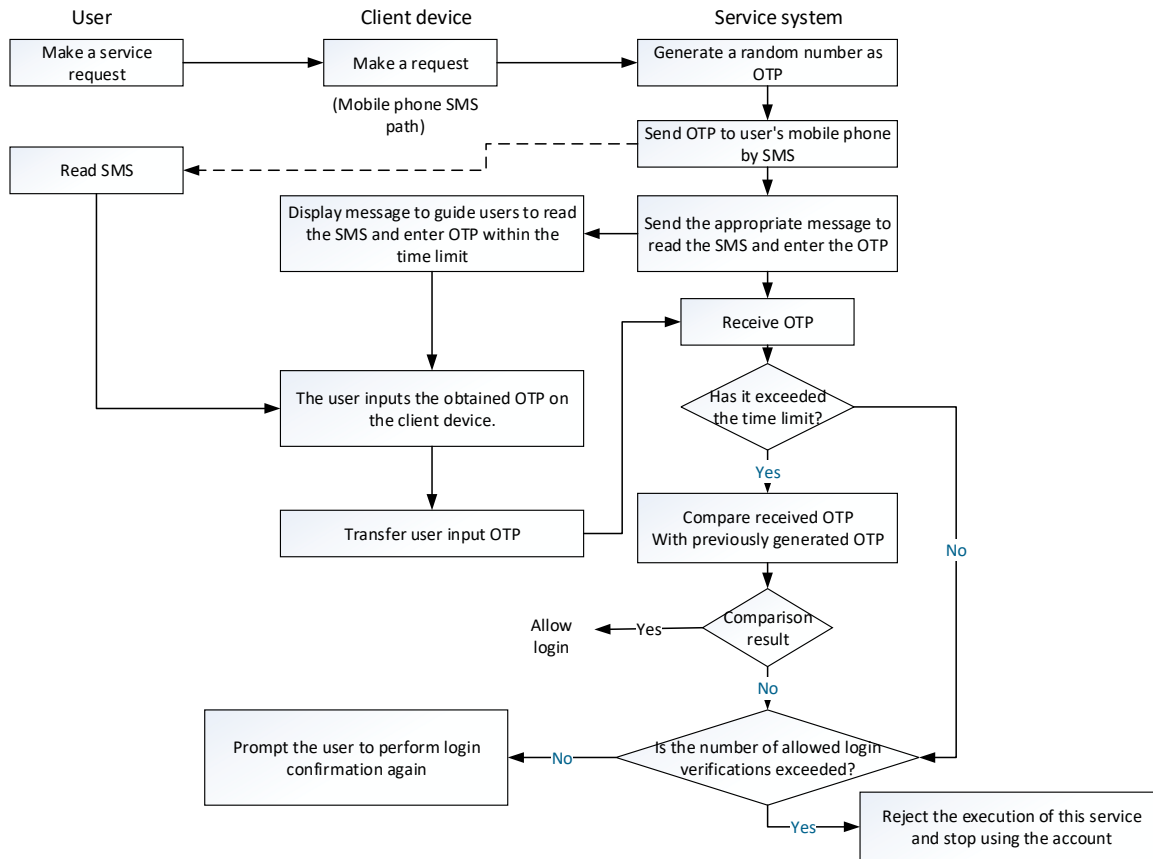 User
Client device
Service system
Make a service
request
Make a request
Generate a random number as
OTP
(Mobile phone SMS
path)
Send OTP to user's mobile phone
by SMS
Read SMS
Display message to guide users to read
the SMS and enter OTP within the
time limit
Send the appropriate message to
read the SMS and enter the OTP
Receive OTP
The user inputs the obtained OTP on
the client device.
Has it exceeded
the time limit?
Yes
Transfer user input OTP
Compare received OTP
With previously generated OTP
No
Comparison
result
Yes
Allow
login
No
Is the number of allowed login
verifications exceeded?
No
Prompt the user to perform login
confirmation again
Yes
Reject the execution of this service
and stop using the account